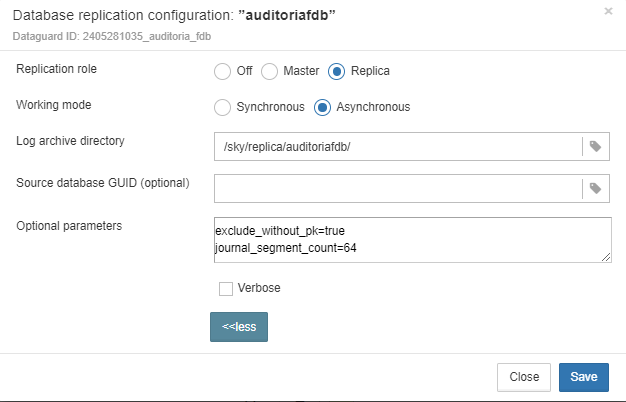 Database replication configuration: ”auditoriafdb”
×
Dataguard ID: 2405281035_auditoria_fdb
Replication role Off Master Replica
Working mode Synchronous Asynchronous
Log archive directory /sky/replica/auditoriafdb/
Source database GUID (optional)
Optional parameters exclude_without_pk=true
journal_segment_count=64
Verbose
<<less
Close Save